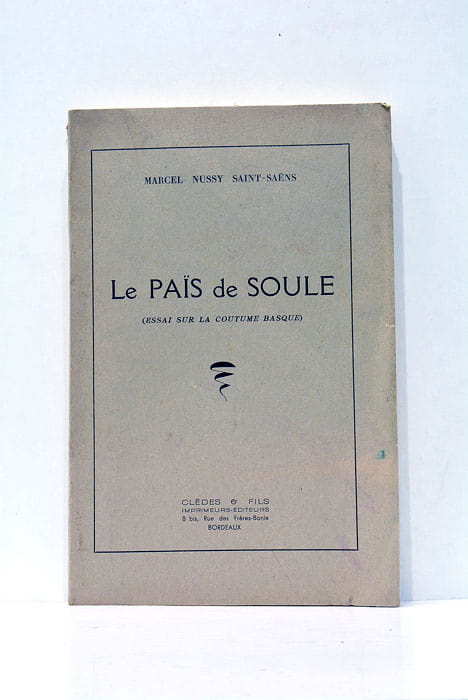 MARCEL NUSSY SAINT-SAËNS
Le PAÏS de SOULE
(ESSAI SUR LA COUTUME BASQUE)
CLÈDES & FILS
IMPRIMEURS-ÉDITEURS
8 bis, Rue des Frères-Bonie
BORDEAUX